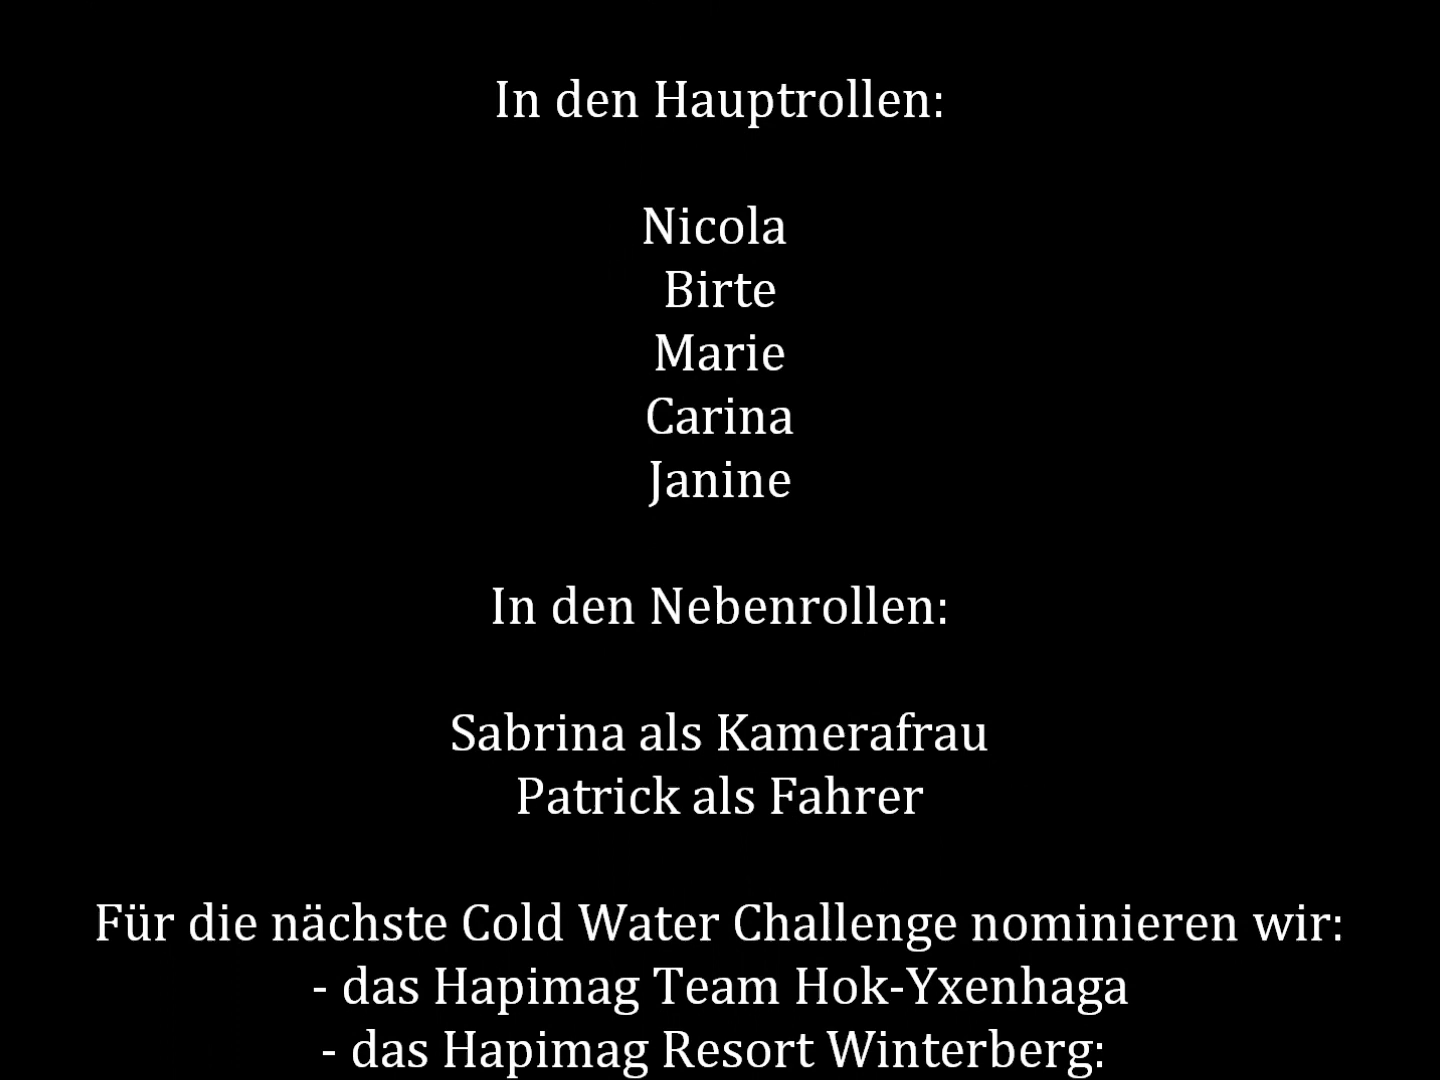 In den Hauptrollen:
Nicola
Birte
Marie
Carina
Janine
In den Nebenrollen:
Sabrina als Kamerafrau
Patrick als Fahrer
Für die nächste Cold Water Challenge nominieren wir:
- das Hapimag Team Hok-Yxenhaga
- das Hapimag Resort Winterberg: